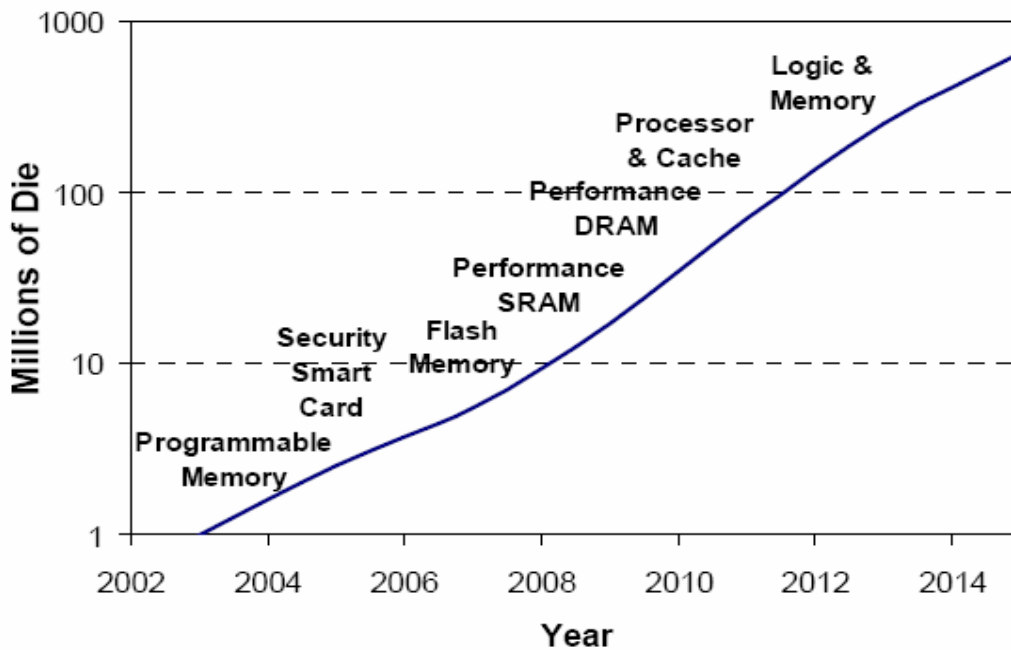 1000
Logic &
Memory
Processor
& Cache
100
Performance
DRAM
Performance
SRAM
Security
Smart
Card
Flash
Memory
10
Programmable
Memory
1
2002 2004 2006 2008 2010 2012 2014
Year
Millions of Die